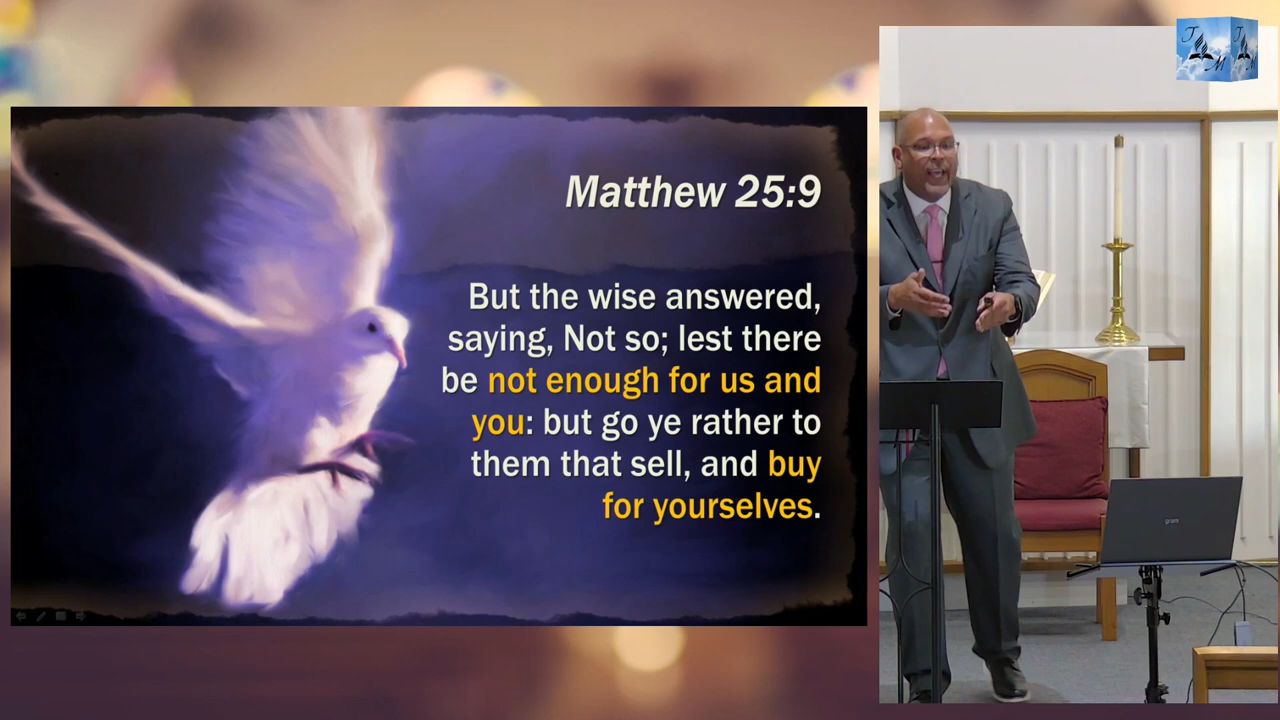 Matthew 25:9
But the wise answered,
saying, Not so; lest there
be not enough for us and
you: but go ye rather to
them that sell, and buy
for yourselves.
J M
J M
gram